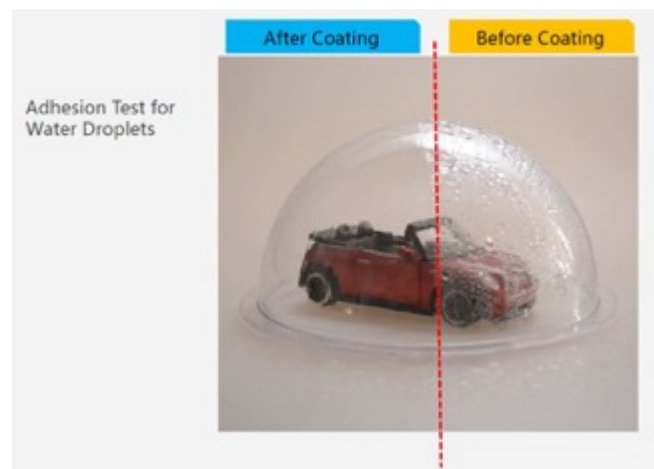 After Coating
Before Coating
Adhesion Test for
Water Droplets